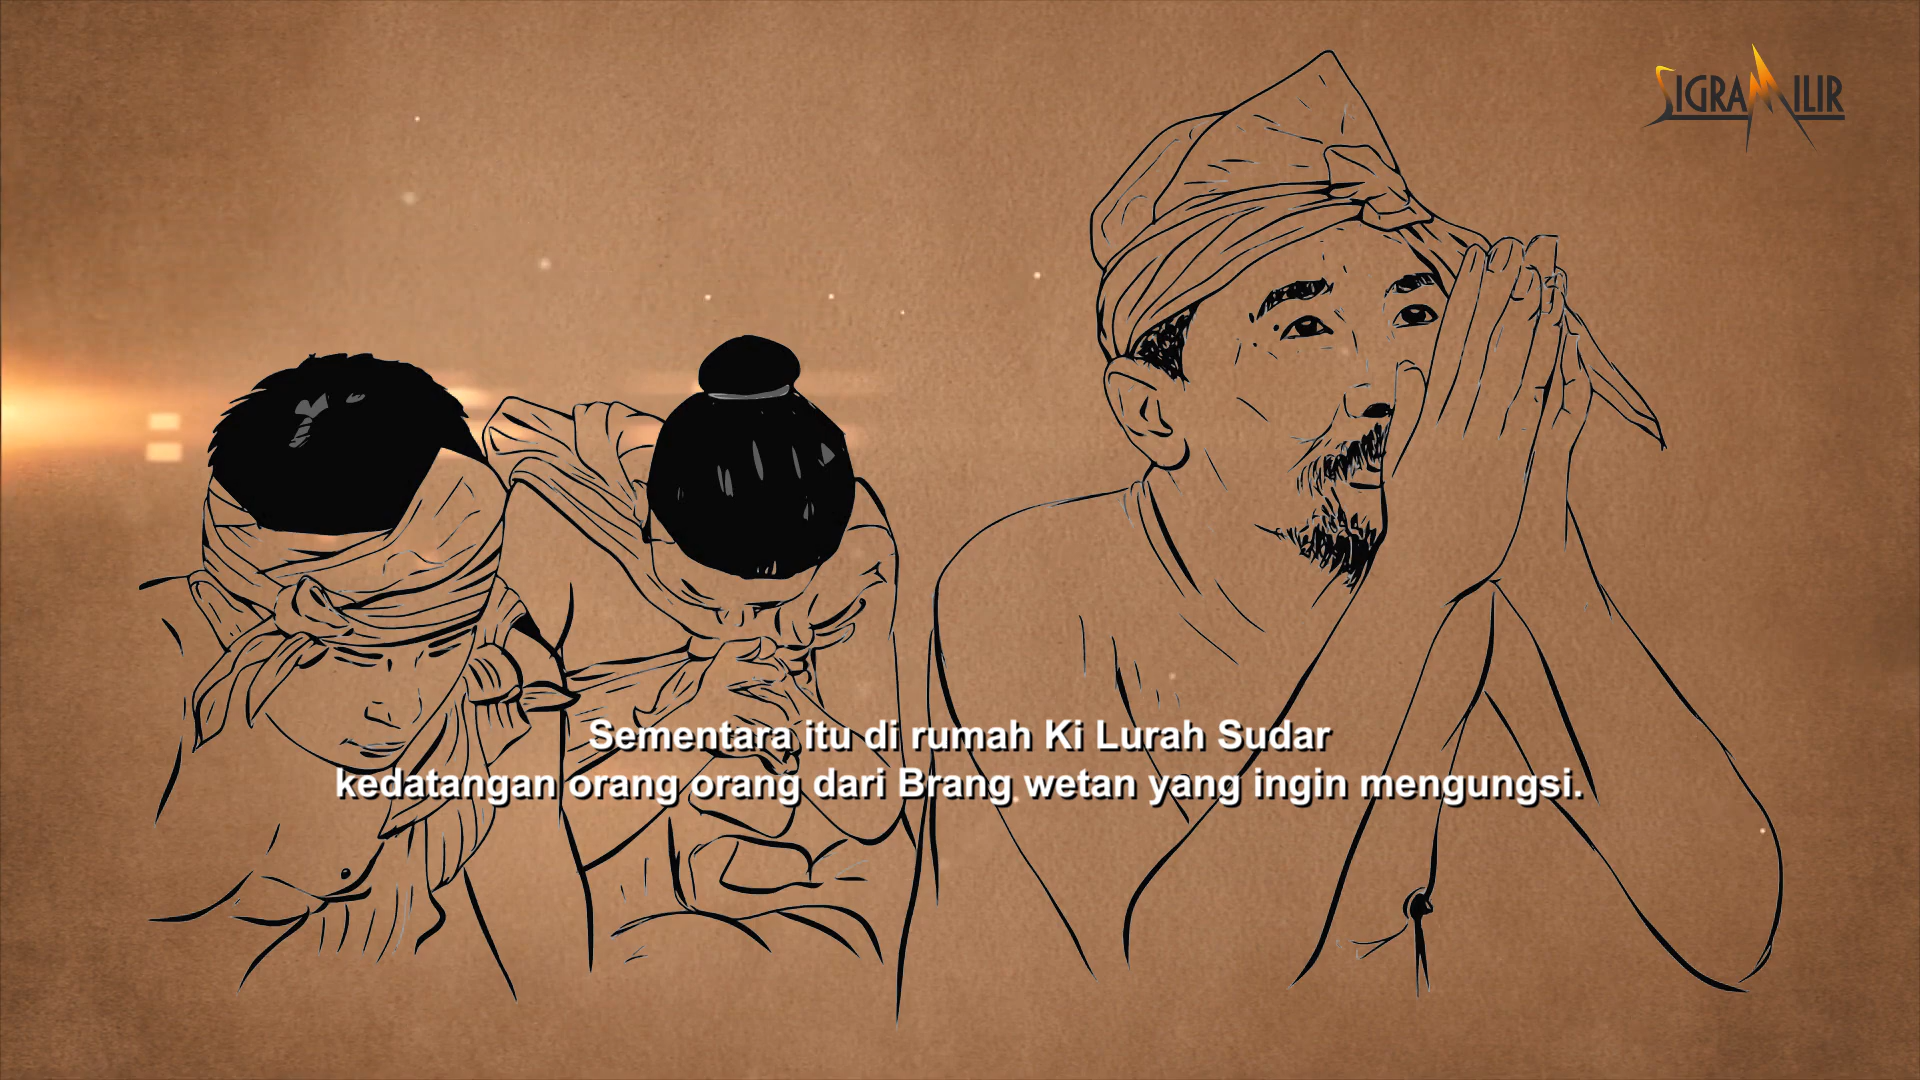 SIGRAMILIR
Sementara itu di rumah Ki Lurah Sudar
kedatangan orang orang dari Brang wetan yang ingin mengungsi.